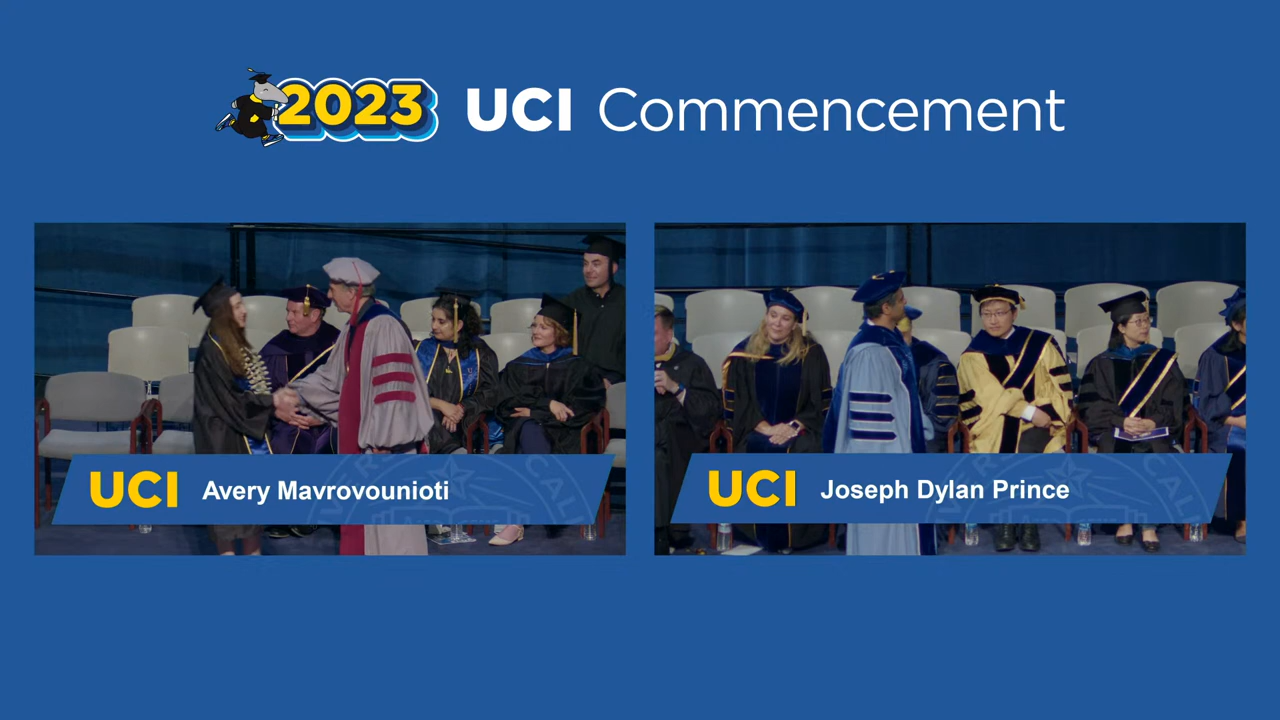 2023 UCI Commencement
UCI Avery Mavrovounioti
UCI Joseph Dylan Prince